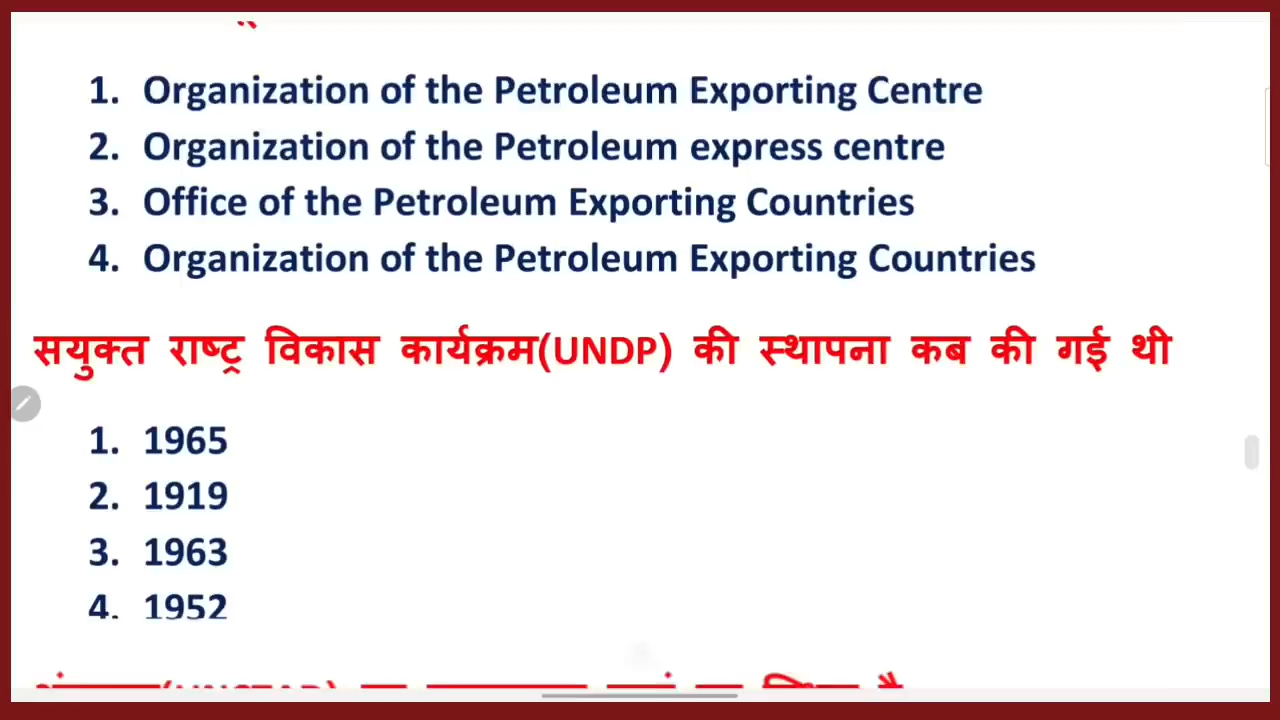 1. Organization of the Petroleum Exporting Centre
2. Organization of the Petroleum express centre
3. Office of the Petroleum Exporting Countries
4. Organization of the Petroleum Exporting Countries
सयुक्त राष्ट्र विकास कार्यक्रम(UNDP) की स्थापना कब की गई थी
1. 1965
2. 1919
3. 1963
4. 1952